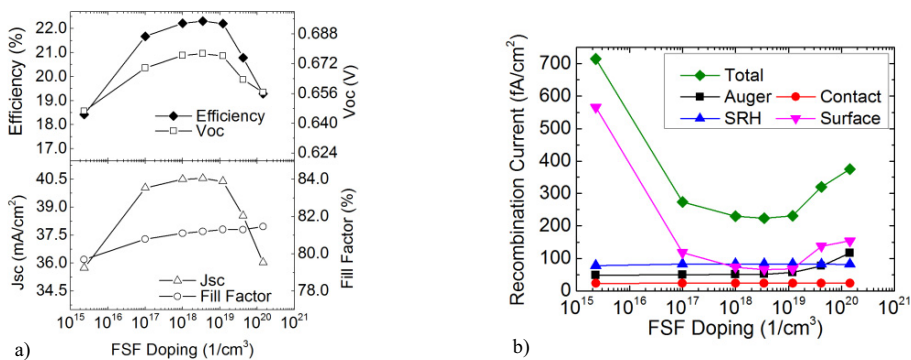 22.0
21.0
20.0
19.0
18.0
17.0
Efficiency (%)
0.688
0.672
0.656
0.640
0.624
Voc (V)
Efficiency
Voc
40.5
39.0
37.5
36.0
34.5
Jsc (mA/cm²)
84.0
82.0
80.0
78.0
Fill Factor (%)
Jsc
Fill Factor
10¹⁵ 10¹⁶ 10¹⁷ 10¹⁸ 10¹⁹ 10²⁰ 10²¹
FSF Doping (1/cm³)
a)
Recombination Current (fA/cm²)
700
600
500
400
300
200
100
0
Total
Auger Contact
SRH Surface
10¹⁵ 10¹⁶ 10¹⁷ 10¹⁸ 10¹⁹ 10²⁰ 10²¹
FSF Doping (1/cm³)
b)